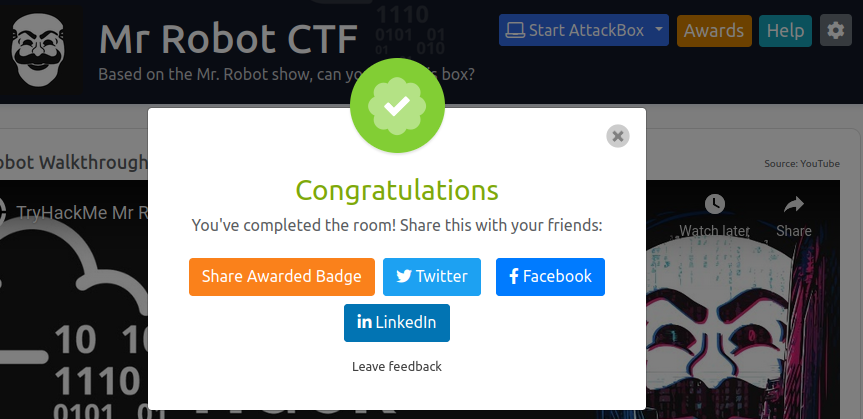 Mr Robot CTF
Start AttackBox
Awards
Help
Based on the Mr. Robot show, can yo
s box?
obot Walkthrough
Source: YouTube
TryHackMe Mr R
Watch later
Share
Congratulations
You've completed the room! Share this with your friends:
Share Awarded Badge
Twitter
Facebook
LinkedIn
Leave feedback
1110
0101 01
01 010
10 10
1110
0101 01